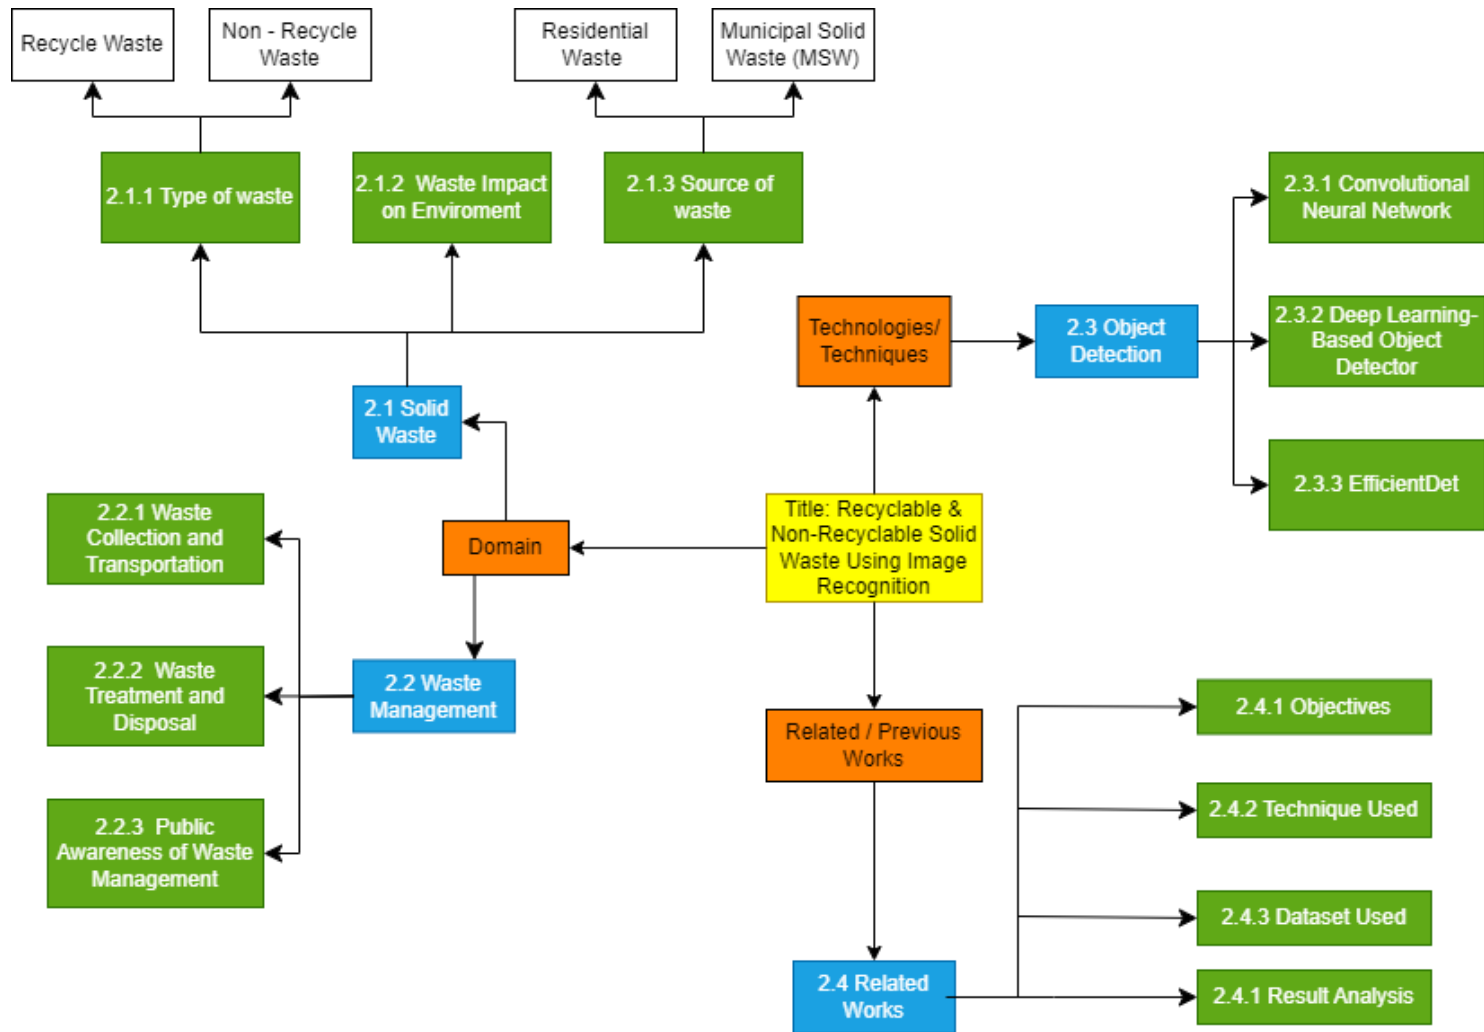 Recycle Waste
Non - Recycle
Waste
Residential
Waste
Municipal Solid
Waste (MSW)
2.1.1 Type of waste
2.1.2 Waste Impact
on Enviroment
2.1.3 Source of
waste
2.3.1 Convolutional
Neural Network
Technologies/
Techniques
2.3 Object
Detection
2.3.2 Deep Learning-
Based Object
Detector
2.1 Solid
Waste
2.3.3 EfficientDet
2.2.1 Waste
Collection and
Transportation
Domain
Title: Recyclable &
Non-Recyclable Solid
Waste Using Image
Recognition
2.2.2 Waste
Treatment and
Disposal
2.2 Waste
Management
Related / Previous
Works
2.4.1 Objectives
2.4.2 Technique Used
2.2.3 Public
Awareness of Waste
Management
2.4.3 Dataset Used
2.4 Related
Works
2.4.1 Result Analysis